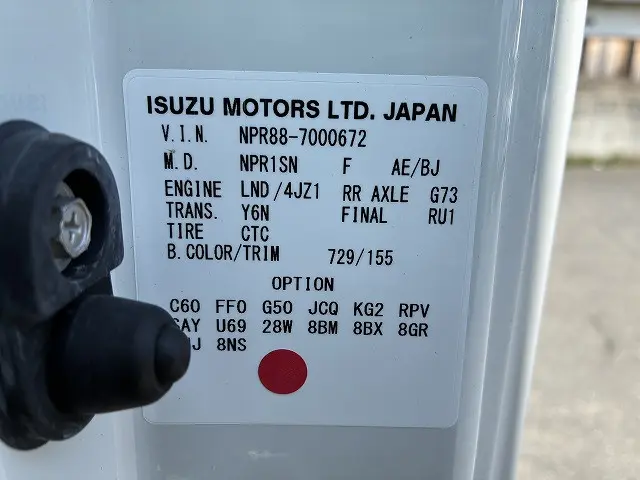 ISUZU MOTORS LTD. JAPAN
V.I.N. NPR88-7000672
M.D. NPR1SN F AE/BJ
ENGINE LND/4JZ1 RR AXLE G73
TRANS. Y6N FINAL RU1
TIRE CTC
B.COLOR/TRIM 729/155
OPTION
C60 FF0 G50 JCQ KG2 RPV
U69 28W 8BM 8BX 8GR
8NS